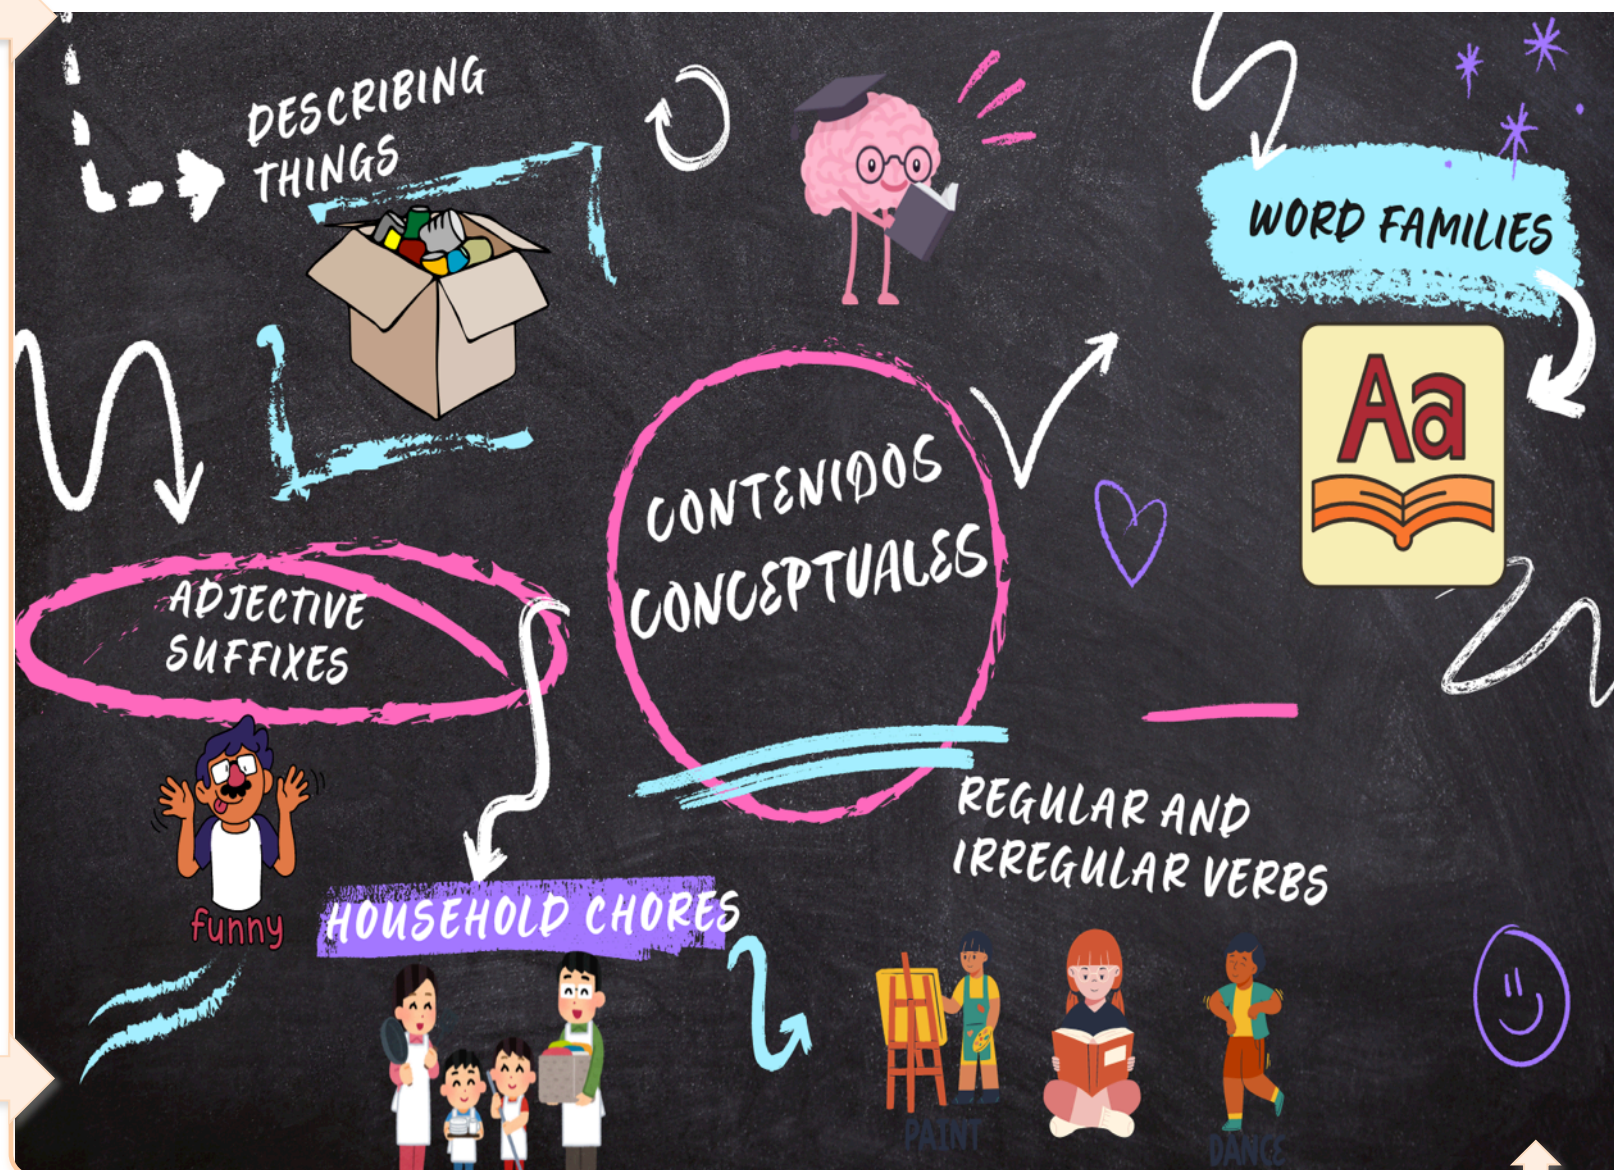 DESCRIBING
THINGS
WORD FAMILIES
Aa
CONTENIDOS
CONCEPTUALES
ADJECTIVE
SUFFIXES
funny
HOUSEHOLD CHORES
REGULAR AND
IRREGULAR VERBS
PAINT
DANCE